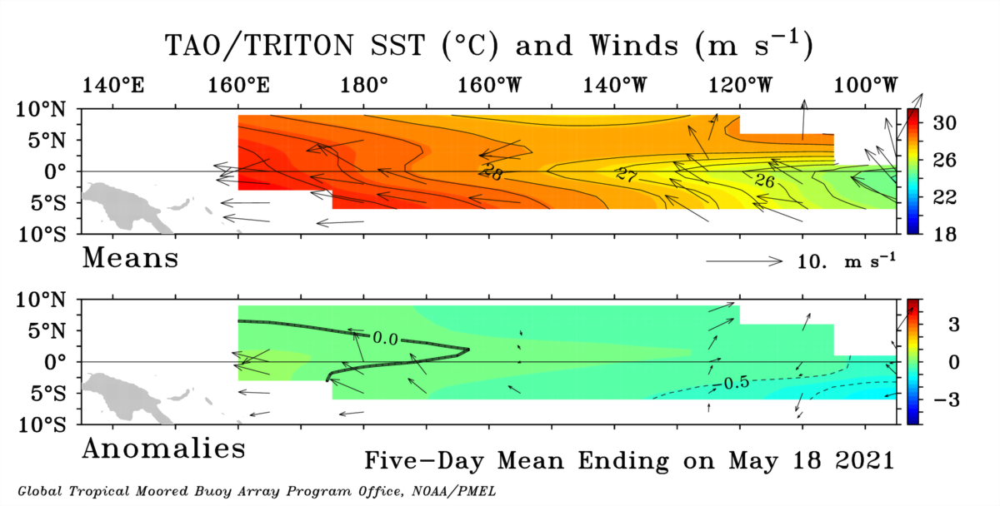 TAO/TRITON SST (°C) and Winds (m s⁻¹)
140°E 160°E 180° 160°W 140°W 120°W 100°W
10°N
5°N
0°
5°S
10°S
28
27
26
30
26
22
18
Means
10. m s⁻¹
10°N
5°N
0°
5°S
10°S
0.0
-0.5
3
0
-3
Anomalies
Five-Day Mean Ending on May 18 2021
Global Tropical Moored Buoy Array Program Office, NOAA/PMEL